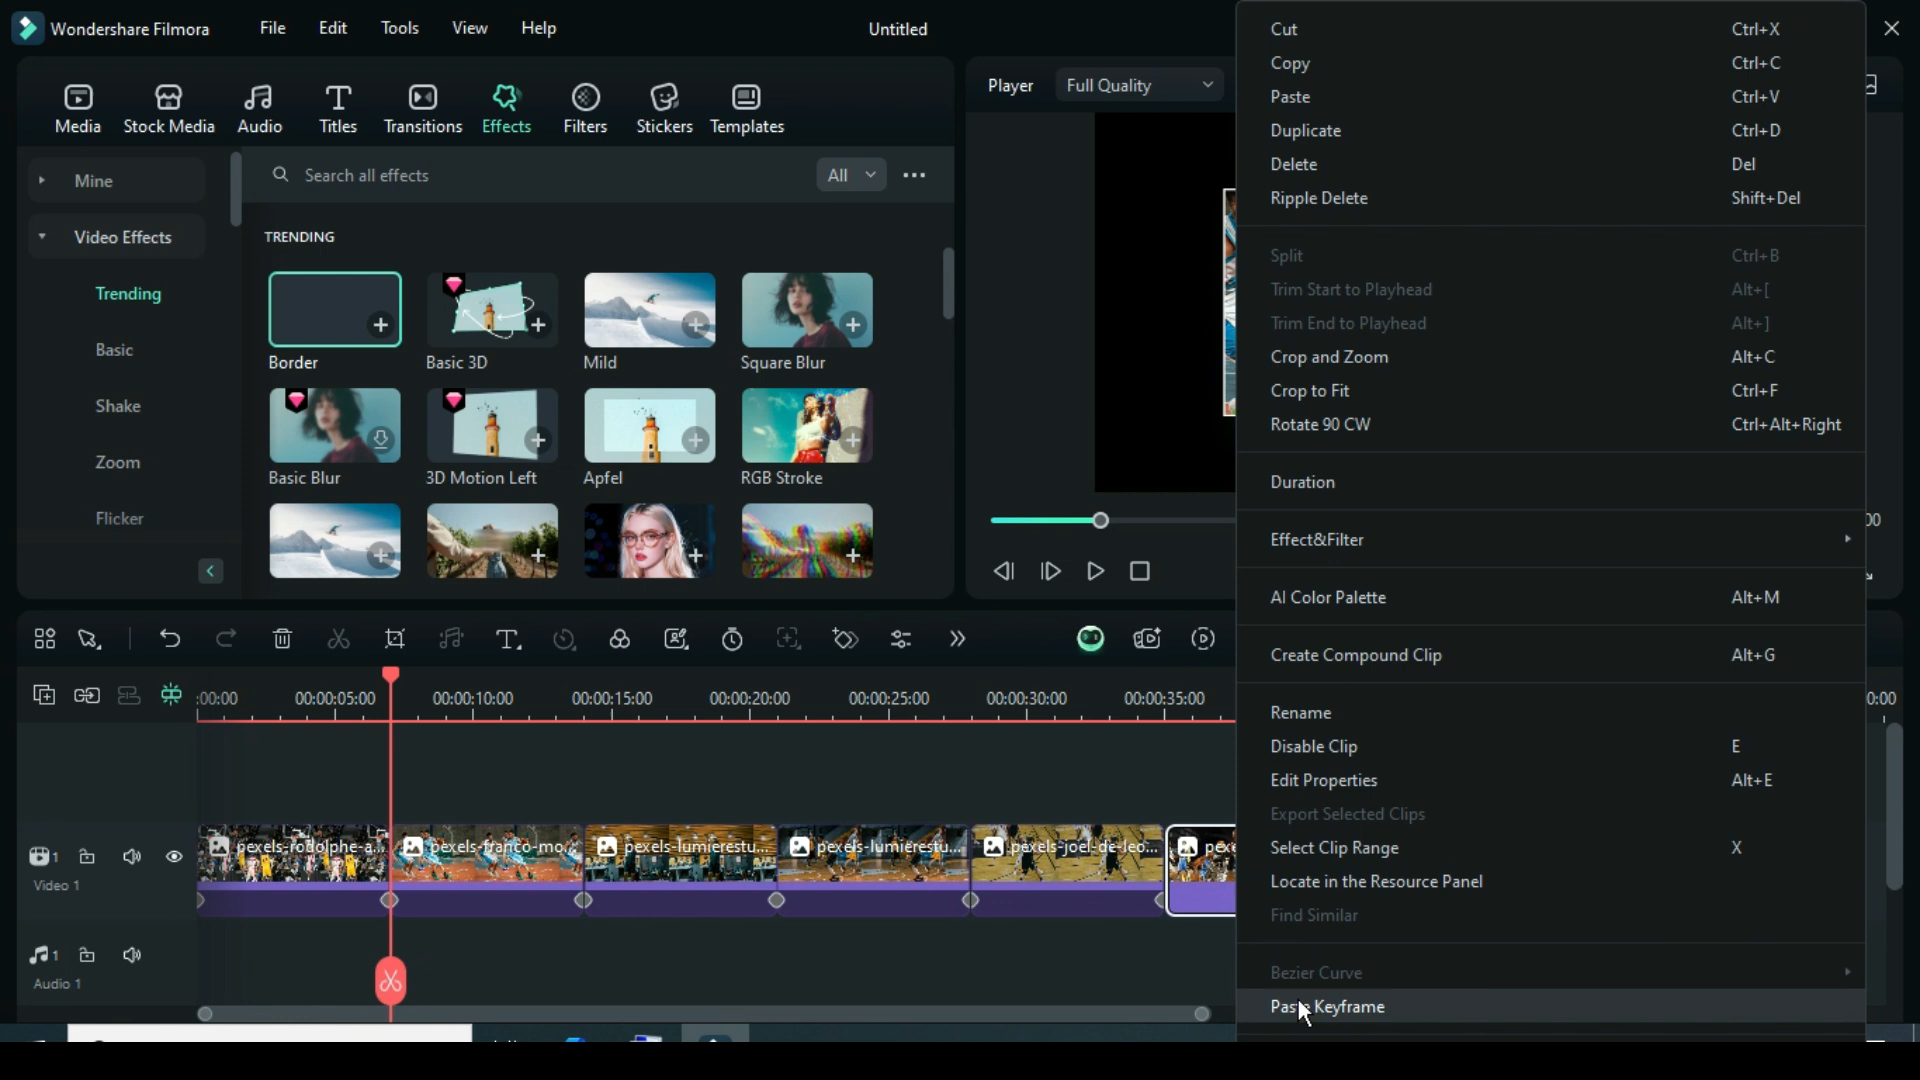 Wondershare Filmora
File
Edit
Tools
View
Help
Untitled
Media
Stock Media
Audio
Titles
Transitions
Effects
Filters
Stickers
Templates
Mine
Video Effects
Trending
Basic
Shake
Zoom
Flicker
Search all effects
All
TRENDING
Border
Basic 3D
Mild
Square Blur
Basic Blur
3D Motion Left
Apfel
RGB Stroke
Player
Full Quality
Cut Ctrl+X
Copy Ctrl+C
Paste Ctrl+V
Duplicate Ctrl+D
Delete Del
Ripple Delete Shift+Del
Split Ctrl+B
Trim Start to Playhead Alt+[
Trim End to Playhead Alt+]
Crop and Zoom Alt+C
Crop to Fit Ctrl+F
Rotate 90 CW Ctrl+Alt+Right
Duration
Effect&Filter
AI Color Palette Alt+M
Create Compound Clip Alt+G
Rename
Disable Clip E
Edit Properties Alt+E
Export Selected Clips
Select Clip Range X
Locate in the Resource Panel
Find Similar
Bezier Curve
Paste Keyframe
:00:00 00:00:05:00 00:00:10:00 00:00:15:00 00:00:20:00 00:00:25:00 00:00:30:00 00:00:35:00
0:00
00
1
Video 1
pexels-rodolphe-a...
pexels-franco-mo...
pexels-lumierestu...
pexels-lumierestu...
pexels-joel-de-leo...
pexe
1
Audio 1